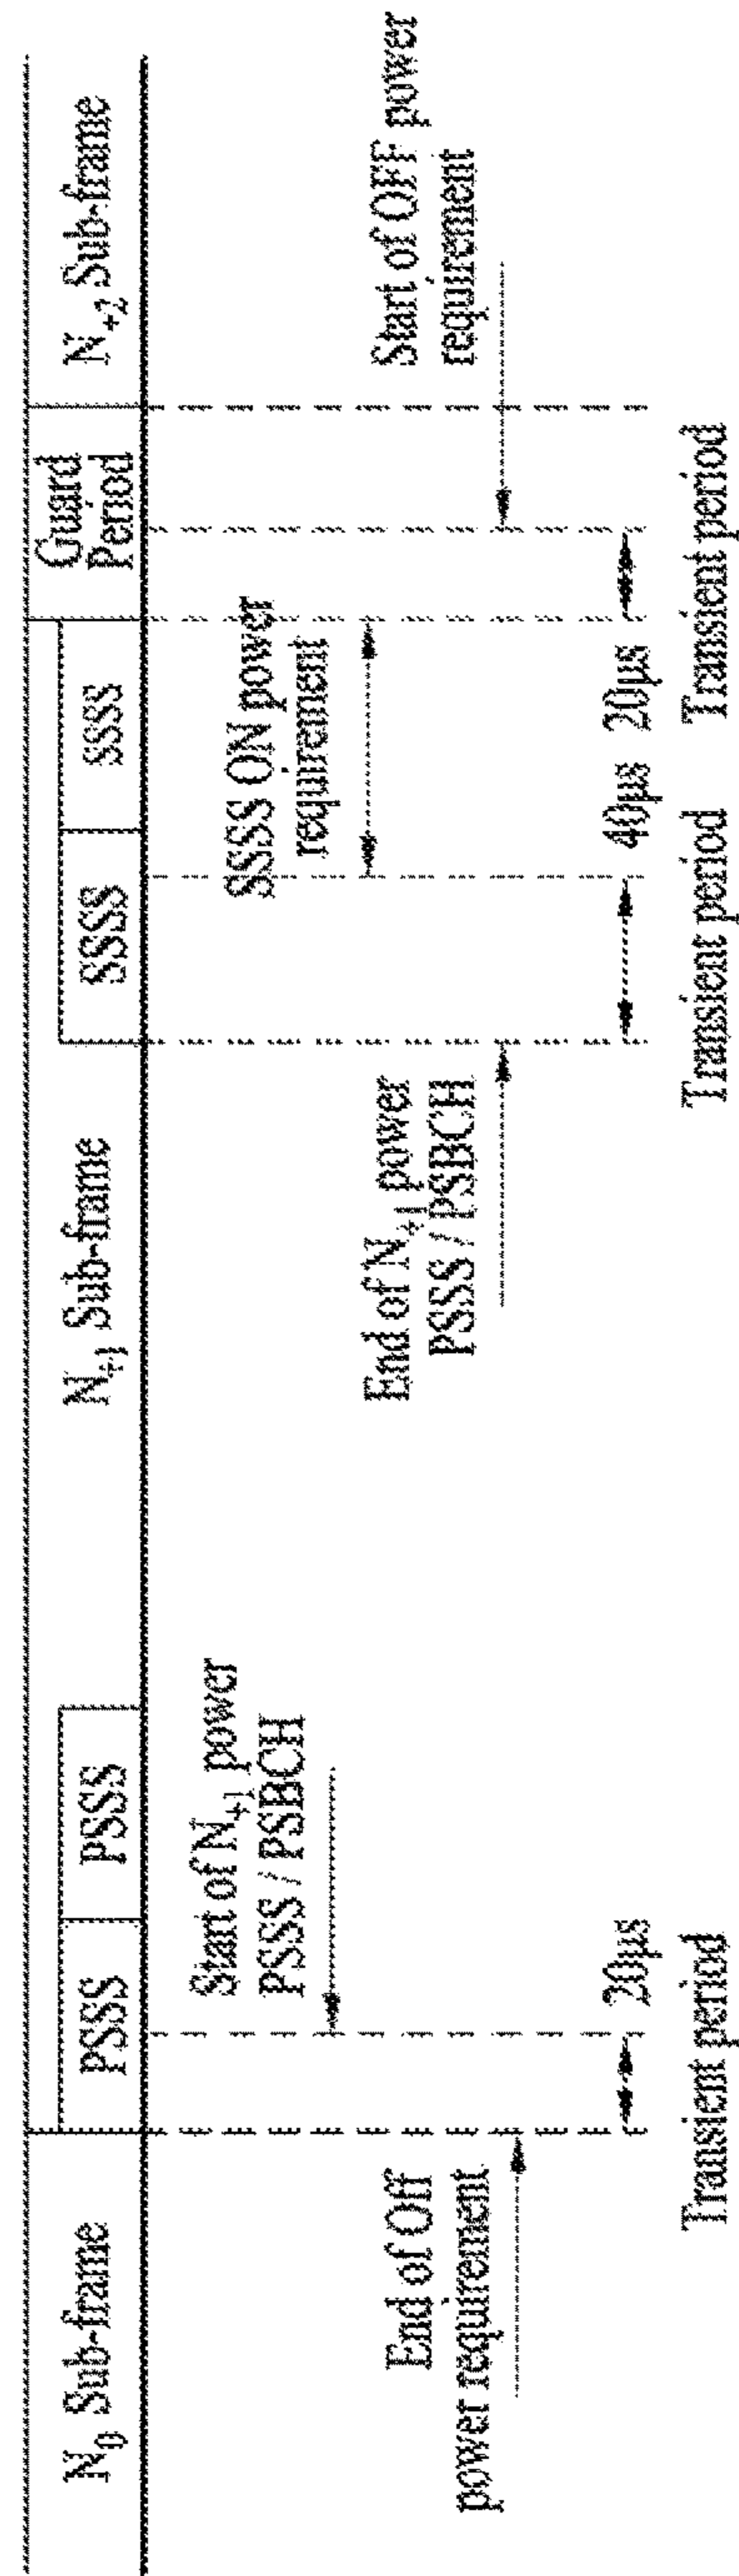 N0 Sub-frame
PSSS
PSSS
N+1 Sub-frame
SSSS
SSSS
Guard
Period
N+2 Sub-frame
End of Off
power requirement
Start of N+1 power
PSSS / PSBCH
End of N+1 power
PSSS / PSBCH
SSSS ON power
requirement
Start of OFF power
requirement
20μs
40μs
20μs
Transient period
Transient period
Transient period